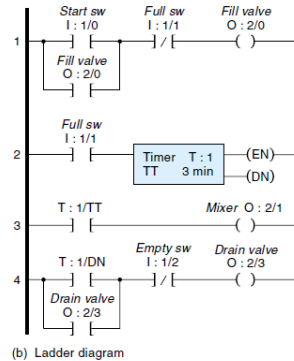 Start sw Full sw Fill valve
I : 1/0 I : 1/1 O : 2/0
1
Fill valve
O : 2/0
Full sw
I : 1/1
2
Timer T : 1
TT 3 min
(EN)
(DN)
T : 1/TT Mixer O : 2/1
3
Empty sw Drain valve
T : 1/DN I : 1/2 O : 2/3
4
Drain valve
O : 2/3
(b) Ladder diagram